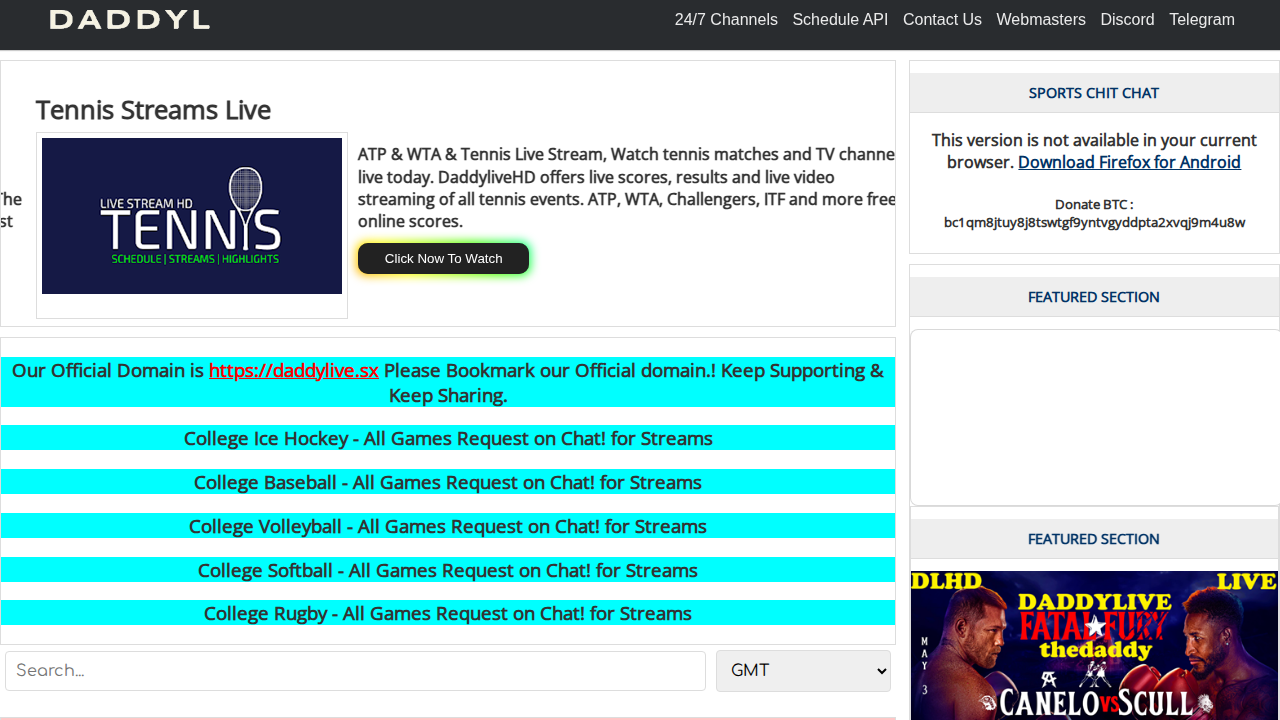 DADDYL
24/7 Channels Schedule API Contact Us Webmasters Discord Telegram
Tennis Streams Live
The
st
LIVE STREAM HD
TENNIS
SCHEDULE | STREAMS | HIGHLIGHTS
ATP & WTA & Tennis Live Stream, Watch tennis matches and TV channe
live today. DaddyliveHD offers live scores, results and live video
streaming of all tennis events. ATP, WTA, Challengers, ITF and more free
online scores.
Click Now To Watch
Our Official Domain is https://daddylive.sx Please Bookmark our Official domain.! Keep Supporting &
Keep Sharing.
College Ice Hockey - All Games Request on Chat! for Streams
College Baseball - All Games Request on Chat! for Streams
College Volleyball - All Games Request on Chat! for Streams
College Softball - All Games Request on Chat! for Streams
College Rugby - All Games Request on Chat! for Streams
Search...
GMT
SPORTS CHIT CHAT
This version is not available in your current
browser. Download Firefox for Android
Donate BTC :
bc1qm8jtuy8j8tswtgf9yntvgyddpta2xvqj9m4u8w
FEATURED SECTION
FEATURED SECTION
DLHD LIVE
DADDYLIVE
FATAL FURY
thedaddy
MAY 3
CANELO VS SCULL